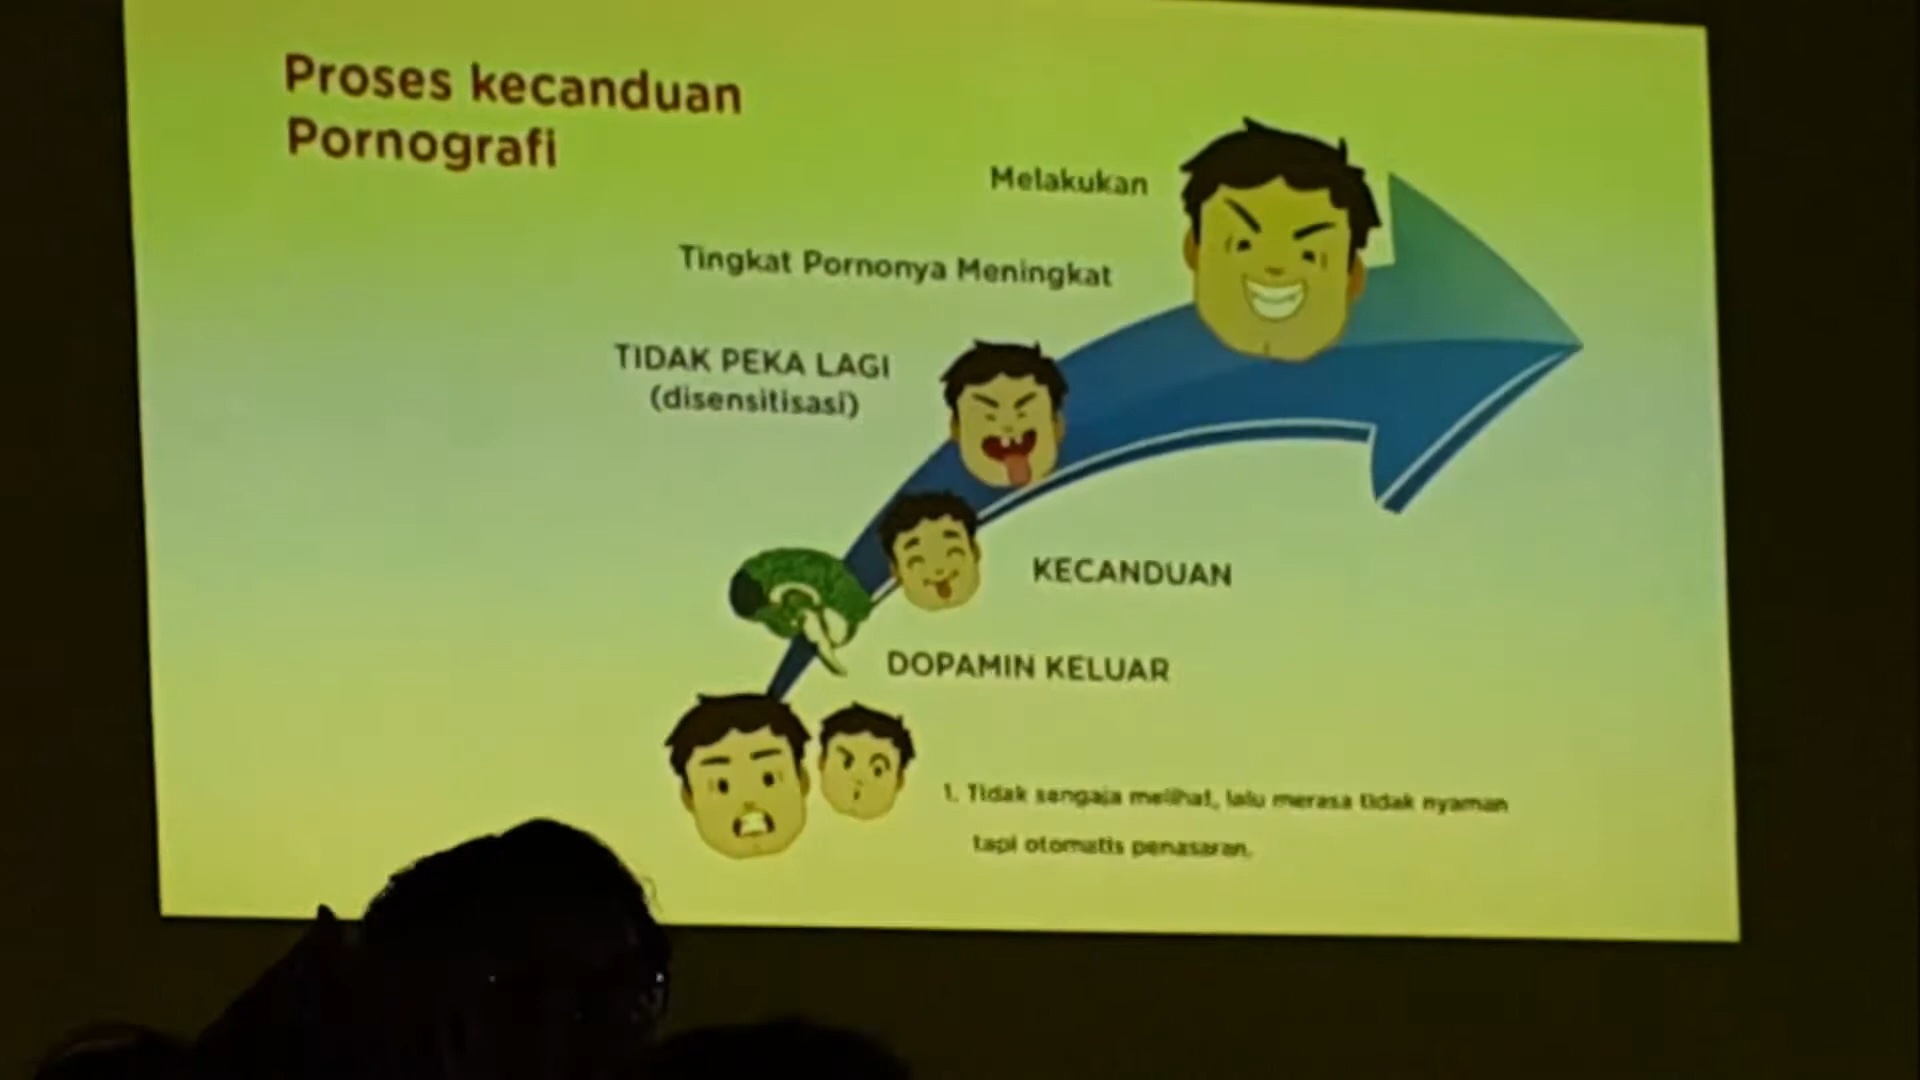 Proses kecanduan
Pornografi
Melakukan
Tingkat Pornonya Meningkat
TIDAK PEKA LAGI
(disensitisasi)
KECANDUAN
DOPAMIN KELUAR
1. Tidak sengaja melihat, lalu merasa tidak nyaman
tapi otomatis penasaran.